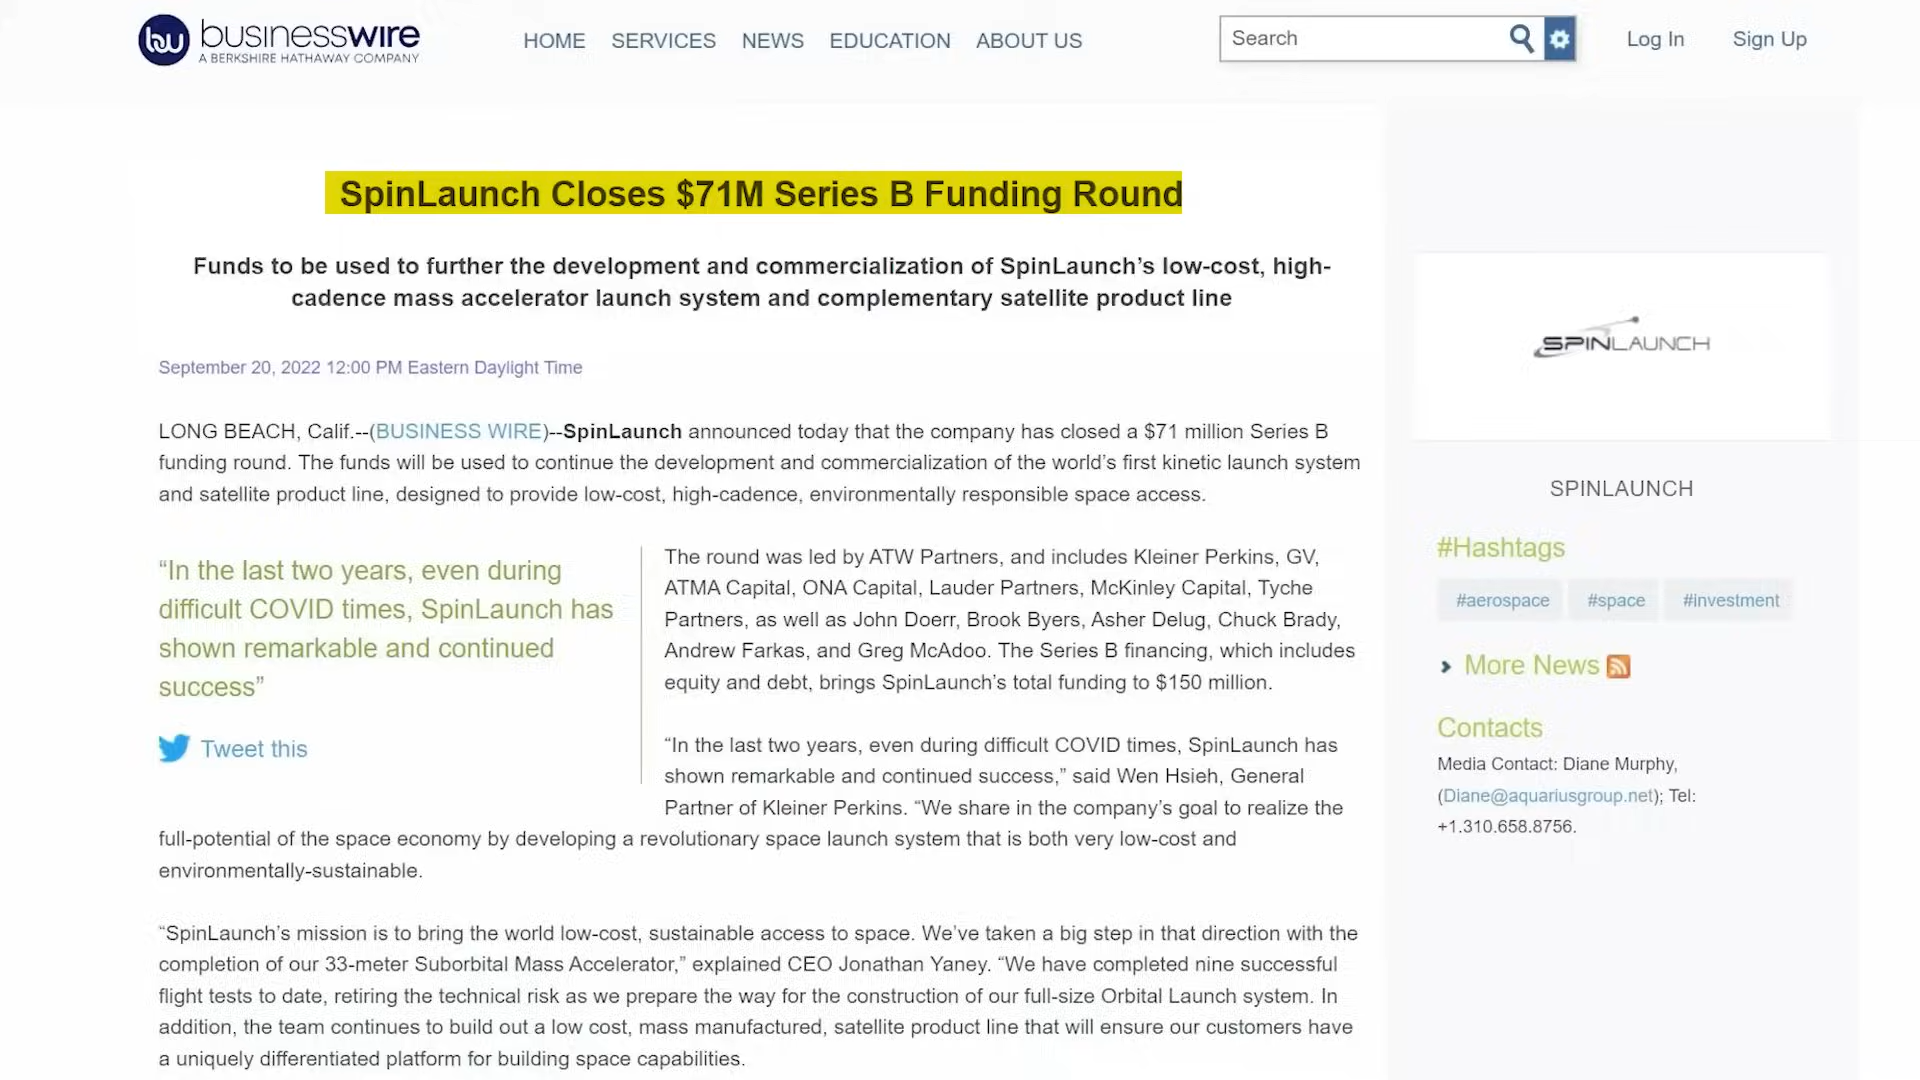 businesswire
A BERKSHIRE HATHAWAY COMPANY
HOME SERVICES NEWS EDUCATION ABOUT US
Search
Log In Sign Up
SpinLaunch Closes $71M Series B Funding Round
Funds to be used to further the development and commercialization of SpinLaunch’s low-cost, high-
cadence mass accelerator launch system and complementary satellite product line
September 20, 2022 12:00 PM Eastern Daylight Time
LONG BEACH, Calif.--(BUSINESS WIRE)--SpinLaunch announced today that the company has closed a $71 million Series B
funding round. The funds will be used to continue the development and commercialization of the world’s first kinetic launch system
and satellite product line, designed to provide low-cost, high-cadence, environmentally responsible space access.
“In the last two years, even during
difficult COVID times, SpinLaunch has
shown remarkable and continued
success”
Tweet this
The round was led by ATW Partners, and includes Kleiner Perkins, GV,
ATMA Capital, ONA Capital, Lauder Partners, McKinley Capital, Tyche
Partners, as well as John Doerr, Brook Byers, Asher Delug, Chuck Brady,
Andrew Farkas, and Greg McAdoo. The Series B financing, which includes
equity and debt, brings SpinLaunch’s total funding to $150 million.
“In the last two years, even during difficult COVID times, SpinLaunch has
shown remarkable and continued success,” said Wen Hsieh, General
Partner of Kleiner Perkins. “We share in the company’s goal to realize the
full-potential of the space economy by developing a revolutionary space launch system that is both very low-cost and
environmentally-sustainable.
“SpinLaunch’s mission is to bring the world low-cost, sustainable access to space. We’ve taken a big step in that direction with the
completion of our 33-meter Suborbital Mass Accelerator,” explained CEO Jonathan Yaney. “We have completed nine successful
flight tests to date, retiring the technical risk as we prepare the way for the construction of our full-size Orbital Launch system. In
addition, the team continues to build out a low cost, mass manufactured, satellite product line that will ensure our customers have
a uniquely differentiated platform for building space capabilities.
SPINLAUNCH
SPINLAUNCH
#Hashtags
#aerospace #space #investment
More News
Contacts
Media Contact: Diane Murphy,
(Diane@aquariusgroup.net); Tel:
+1.310.658.8756.